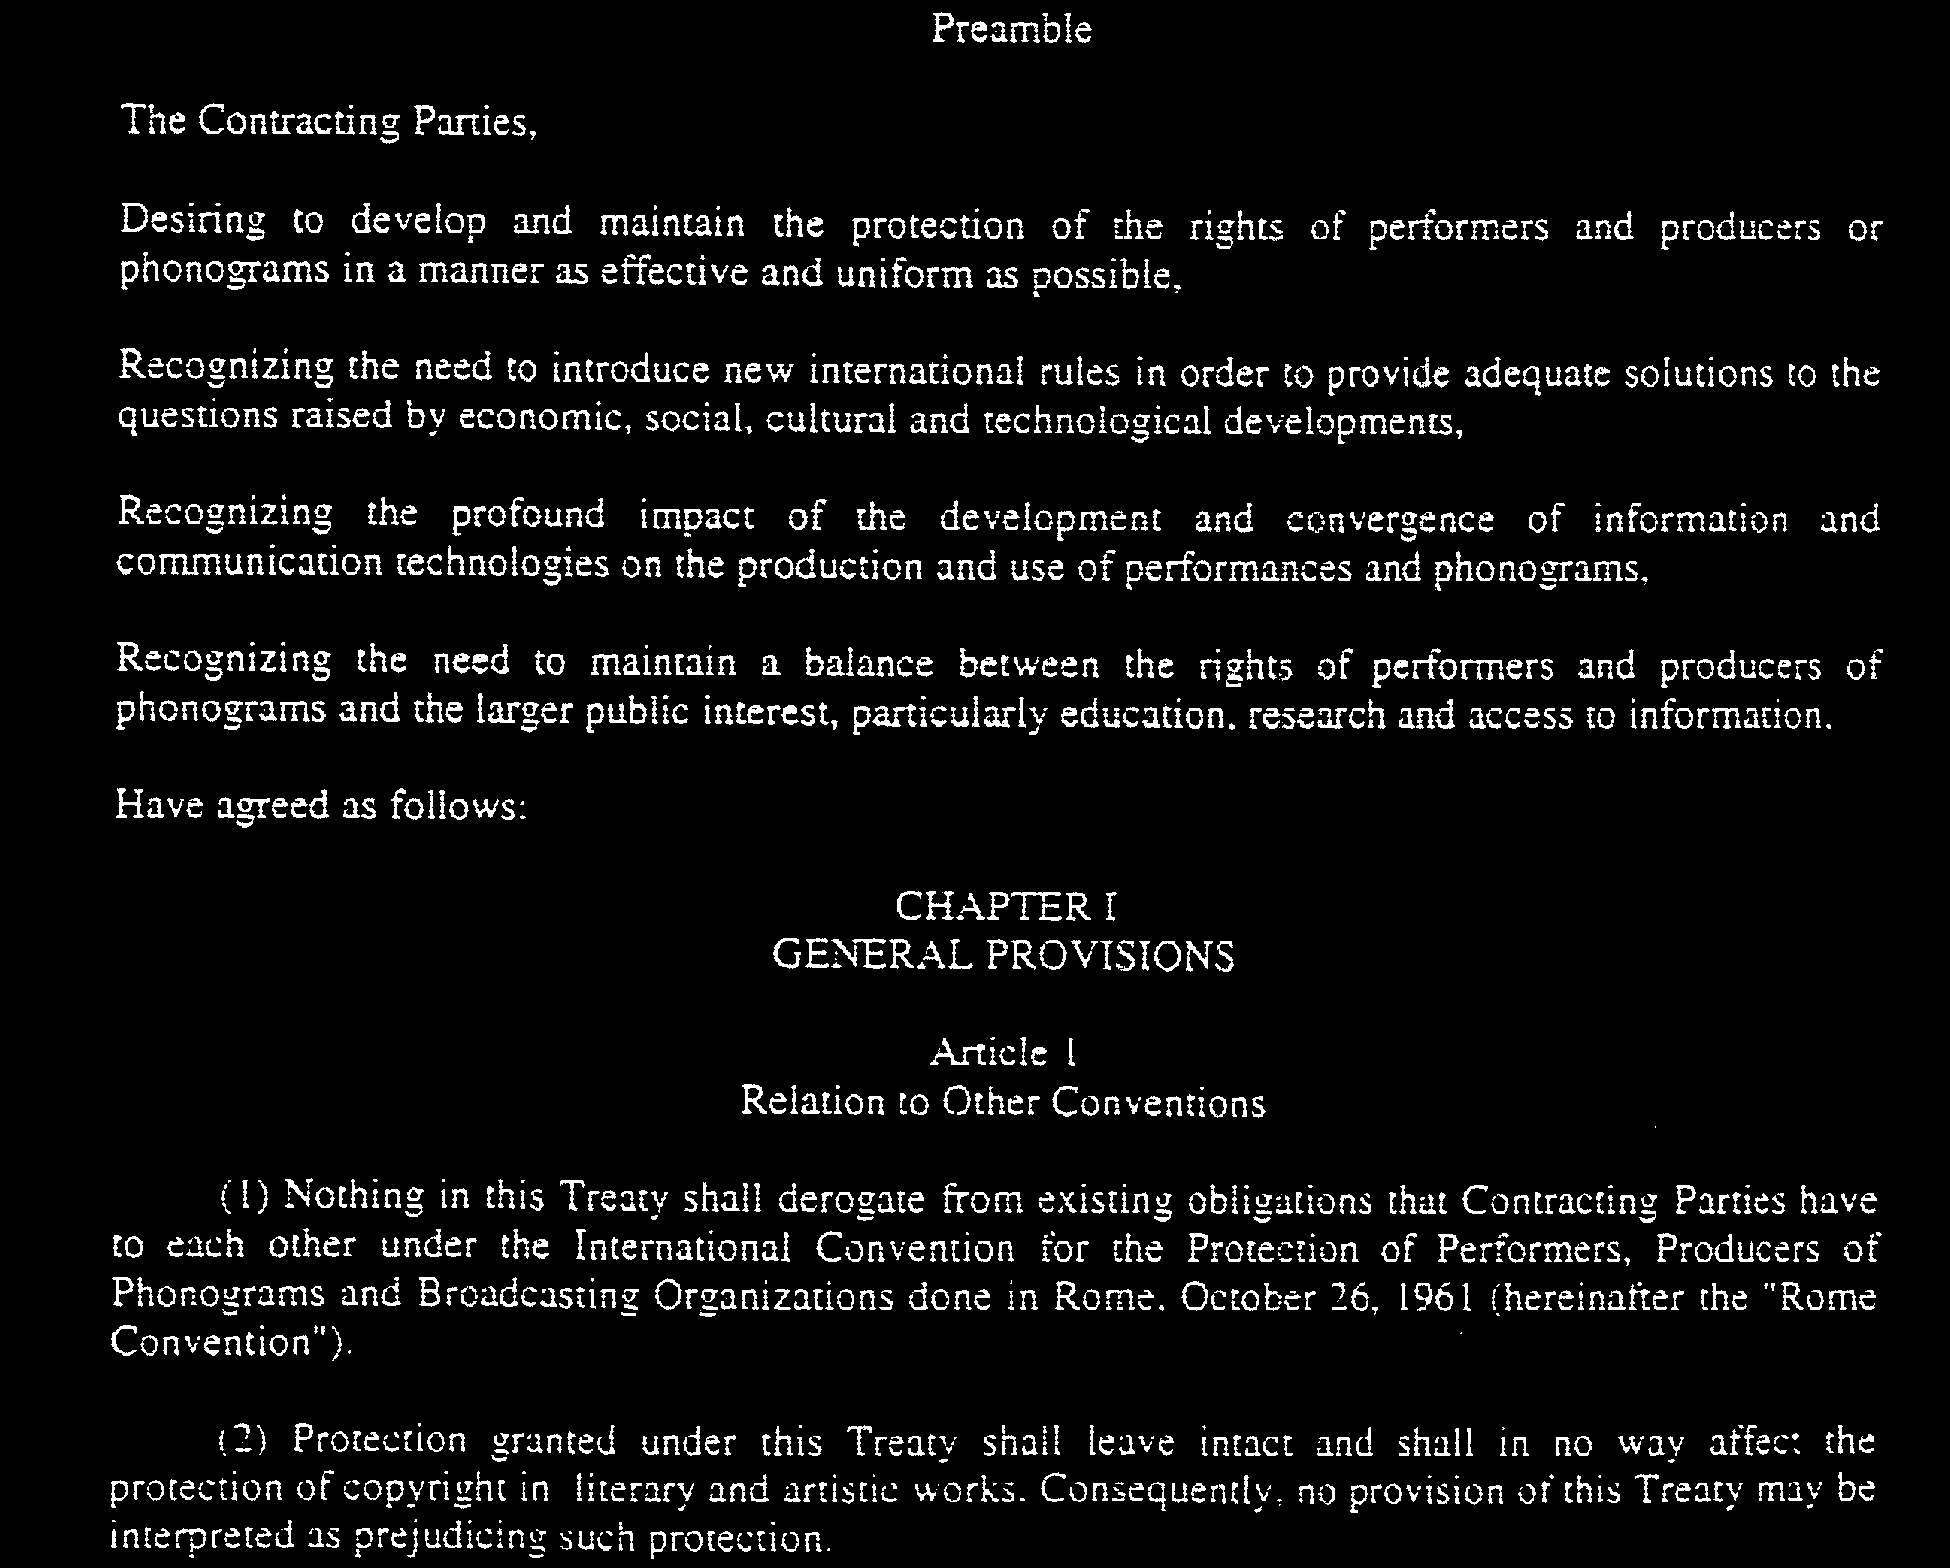 Preamble
The Contracting Parties,
Desiring to develop and maintain the protection of the rights of performers and producers or
phonograms in a manner as effective and uniform as possible,
Recognizing the need to introduce new international rules in order to provide adequate solutions to the
questions raised by economic, social, cultural and technological developments,
Recognizing the profound impact of the development and convergence of information and
communication technologies on the production and use of performances and phonograms,
Recognizing the need to maintain a balance between the rights of performers and producers of
phonograms and the larger public interest, particularly education, research and access to information.
Have agreed as follows:
CHAPTER I
GENERAL PROVISIONS
Article 1
Relation to Other Conventions
(1) Nothing in this Treaty shall derogate from existing obligations that Contracting Parties have
to each other under the International Convention for the Protection of Performers, Producers of
Phonograms and Broadcasting Organizations done in Rome, October 26, 1961 (hereinafter the "Rome
Convention").
(2) Protection granted under this Treaty shall leave intact and shall in no way affect the
protection of copyright in literary and artistic works. Consequently, no provision of this Treaty may be
interpreted as prejudicing such protection.